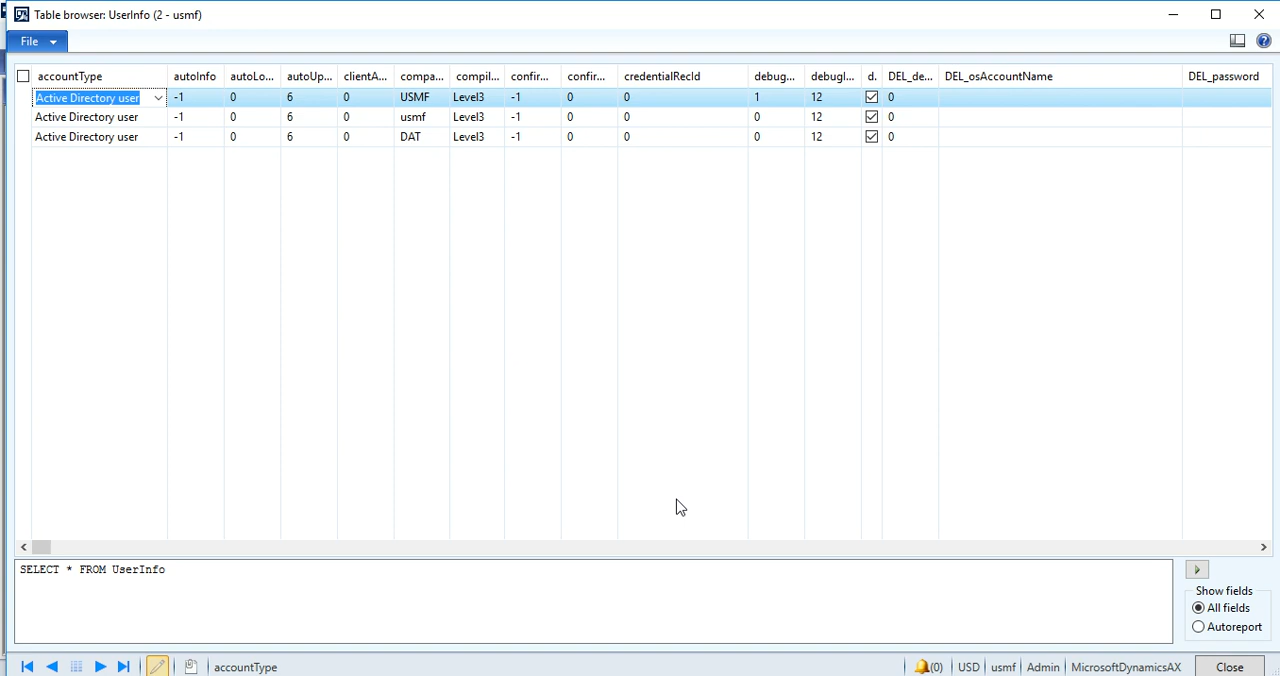 Table browser: UserInfo (2 - usmf)
File
accountType autoInfo autoLo... autoUp... clientA... compa... compil... confir... confir... credentialRecId debug... debugI... d. DEL_de... DEL_osAccountName DEL_password
Active Directory user -1 0 6 0 USMF Level3 -1 0 0 1 12 0
Active Directory user -1 0 6 0 usmf Level3 -1 0 0 0 12 0
Active Directory user -1 0 6 0 DAT Level3 -1 0 0 0 12 0
SELECT * FROM UserInfo
Show fields
All fields
Autoreport
accountType (0) USD usmf Admin MicrosoftDynamicsAX Close